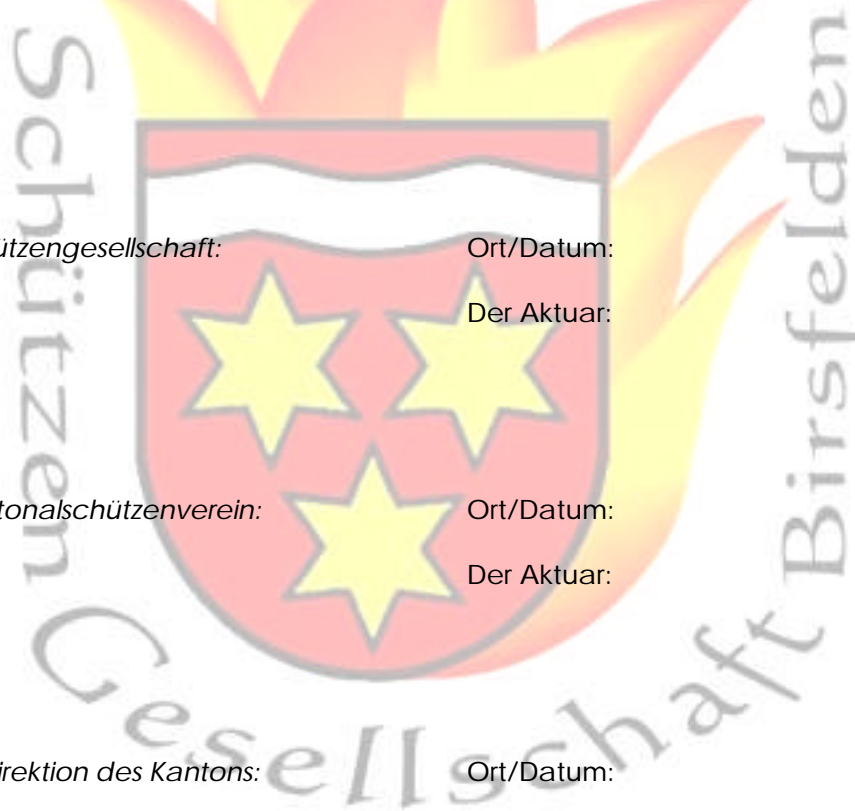 Schützen Gesellschaft Birsfelden
ützengesellschaft: Ort/Datum:
Der Aktuar:
tonalschützenverein: Ort/Datum:
Der Aktuar:
irektion des Kantons: Ort/Datum: